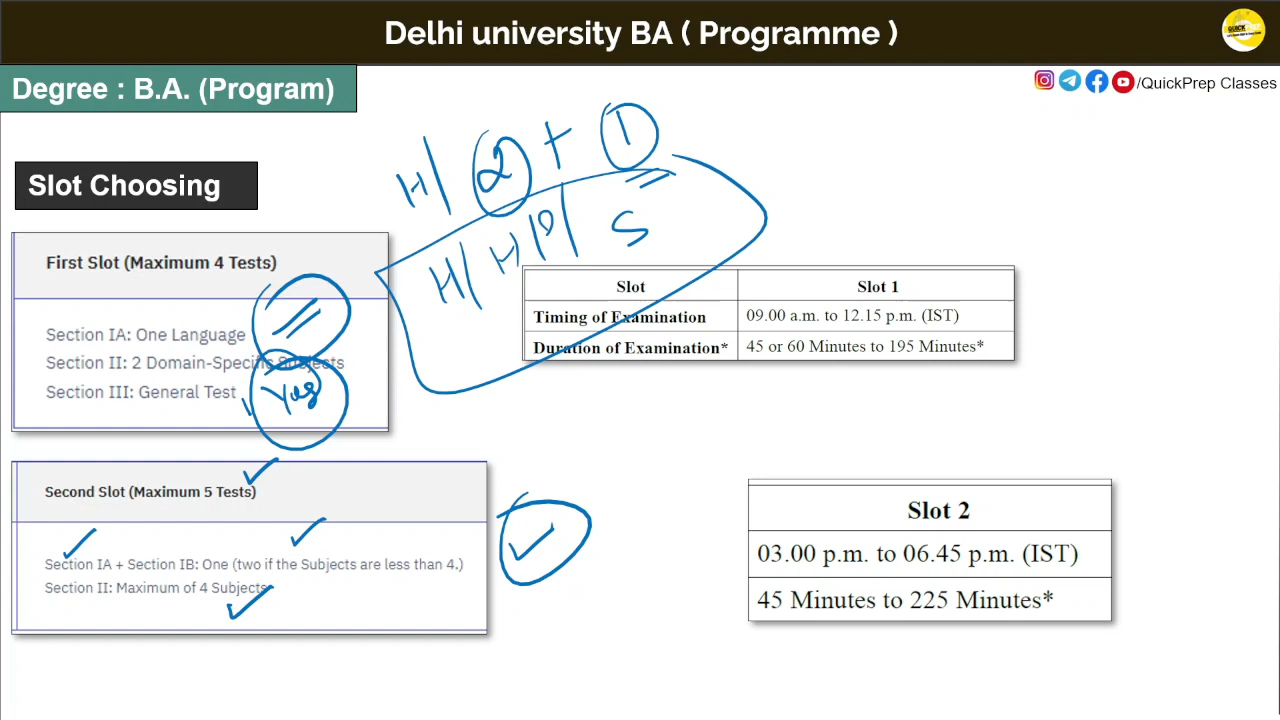 Delhi university BA ( Programme )
QUICKPREP
Degree : B.A. (Program)
/QuickPrep Classes
Slot Choosing
H/ 2 + 1
H/ H/P/ S
First Slot (Maximum 4 Tests)
Section IA: One Language
Section II: 2 Domain-Specific Subjects
Section III: General Test
Yes
Slot Slot 1
Timing of Examination 09.00 a.m. to 12.15 p.m. (IST)
Duration of Examination* 45 or 60 Minutes to 195 Minutes*
Second Slot (Maximum 5 Tests)
Section IA + Section IB: One (two if the Subjects are less than 4.)
Section II: Maximum of 4 Subjects
Slot 2
03.00 p.m. to 06.45 p.m. (IST)
45 Minutes to 225 Minutes*